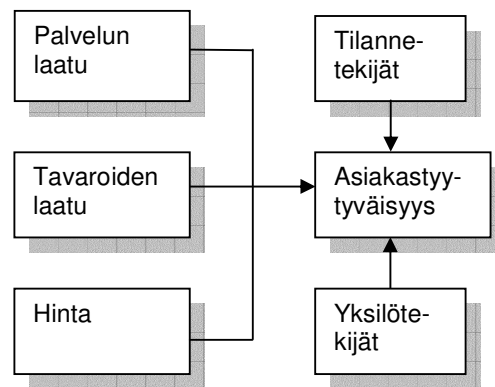 Palvelun
laatu
Tilanne-
tekijät
Tavaroiden
laatu
Asiakastyy-
tyväisyys
Hinta
Yksilöte-
kijät